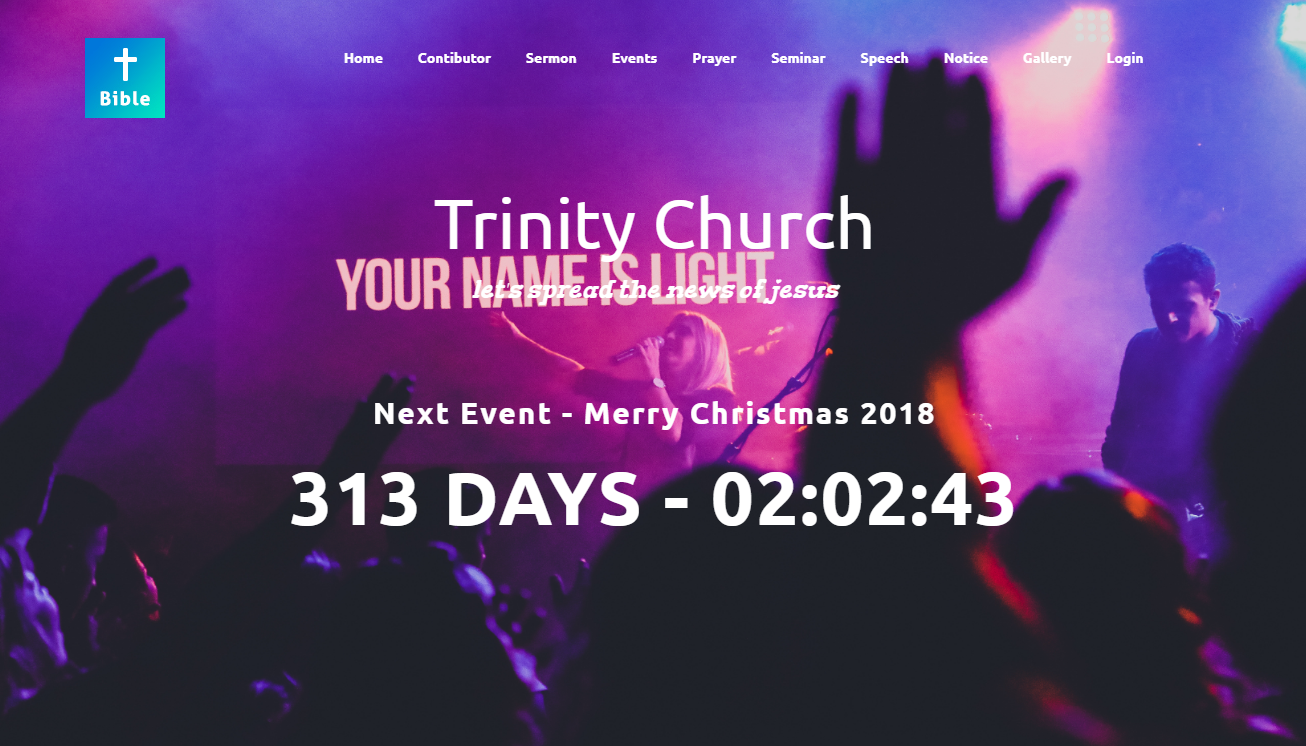 Bible
Home Contibutor Sermon Events Prayer Seminar Speech Notice Gallery Login
Trinity Church
YOUR NAME IS LIGHT
let's spread the news of jesus
Next Event - Merry Christmas 2018
313 DAYS - 02:02:43